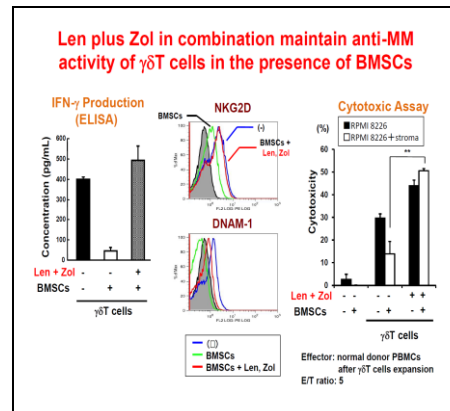 Len plus Zol in combination maintain anti-MM
activity of γδT cells in the presence of BMSCs
IFN-γ Production
(ELISA)
Concentration (pg/mL)
600
500
400
300
200
100
0
Len + Zol - - +
BMSCs - + +
γδT cells
NKG2D
BMSCs
(-)
BMSCs +
Len, Zol
DNAM-1
(□)
BMSCs
BMSCs + Len, Zol
Cytotoxic Assay
(%)
RPMI 8226
RPMI 8226+stroma
**
Cytotoxicity
60
50
40
30
20
10
0
Len + Zol - - - - + +
BMSCs - + - + - +
γδT cells
Effector: normal donor PBMCs
after γδT cells expansion
E/T ratio: 5